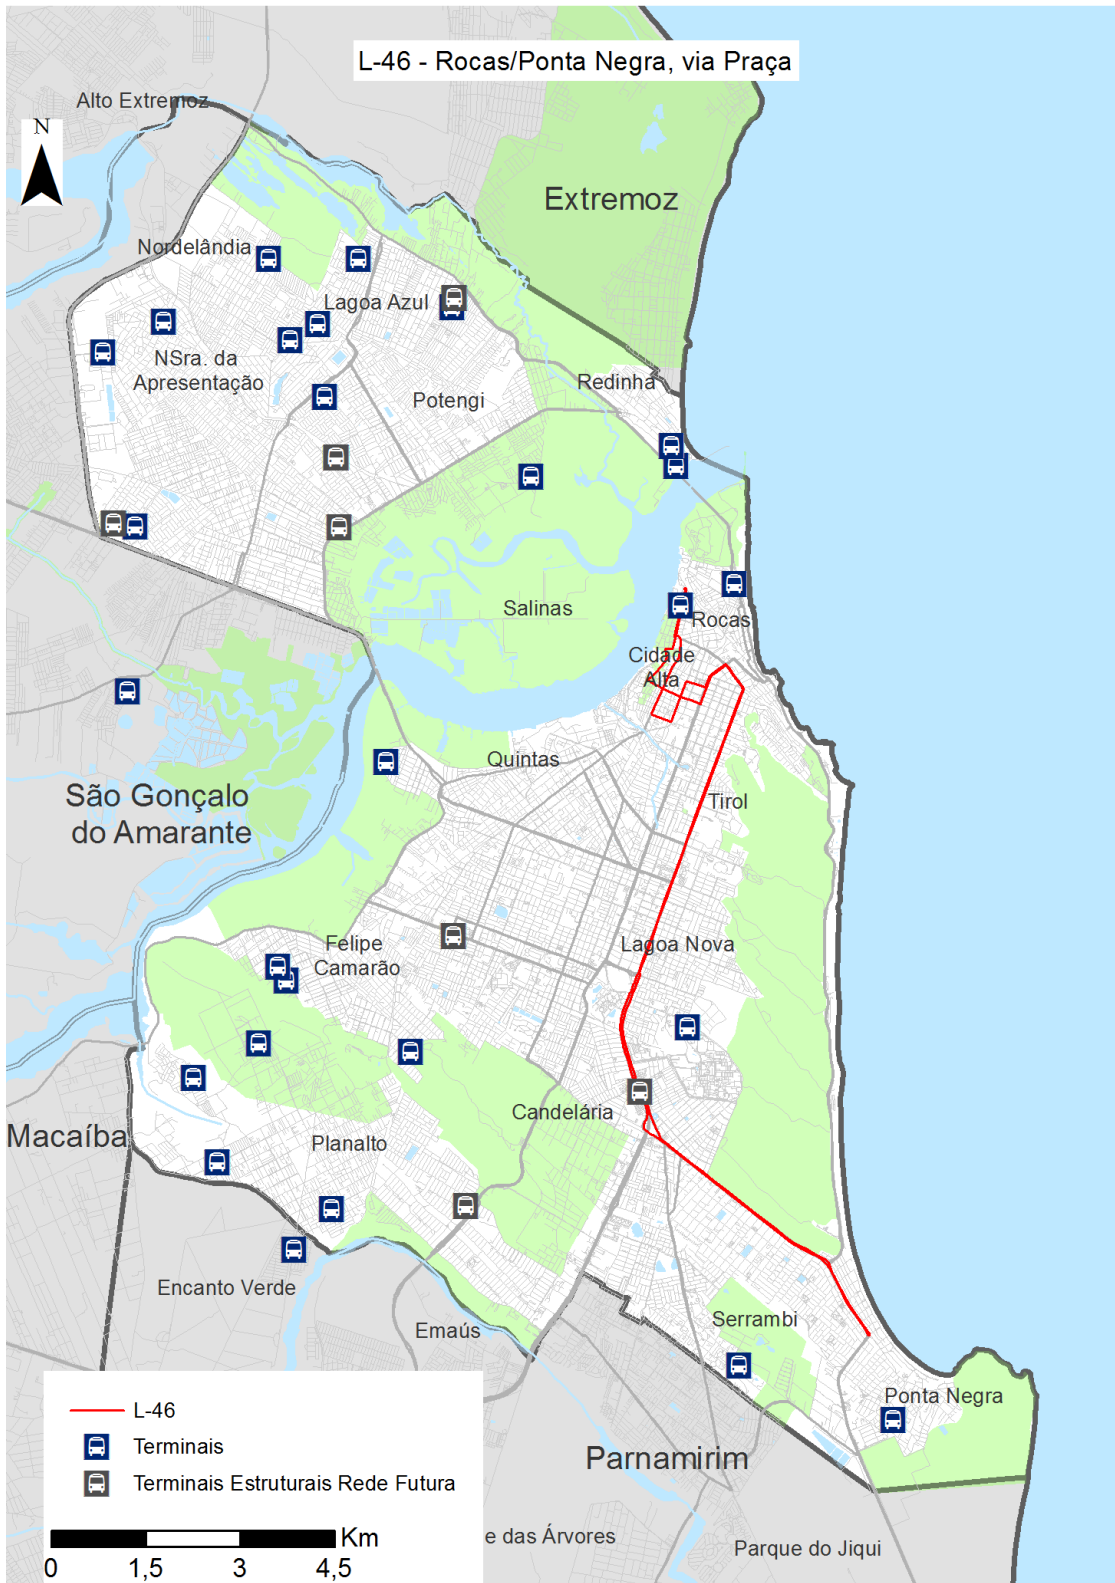 L-46 - Rocas/Ponta Negra, via Praça
Alto Extremoz
N
Extremoz
Nordelândia
Lagoa Azul
NSra. da
Apresentação
Redinha
Potengi
Salinas
Rocas
Cidade
Alta
Quintas
São Gonçalo
do Amarante
Tirol
Felipe
Camarão
Lagoa Nova
Candelária
Macaíba
Planalto
Encanto Verde
Emaús
Serrambi
Ponta Negra
Parnamirim
L-46
Terminais
Terminais Estruturais Rede Futura
e das Árvores
Parque do Jiqui
Km
0 1,5 3 4,5